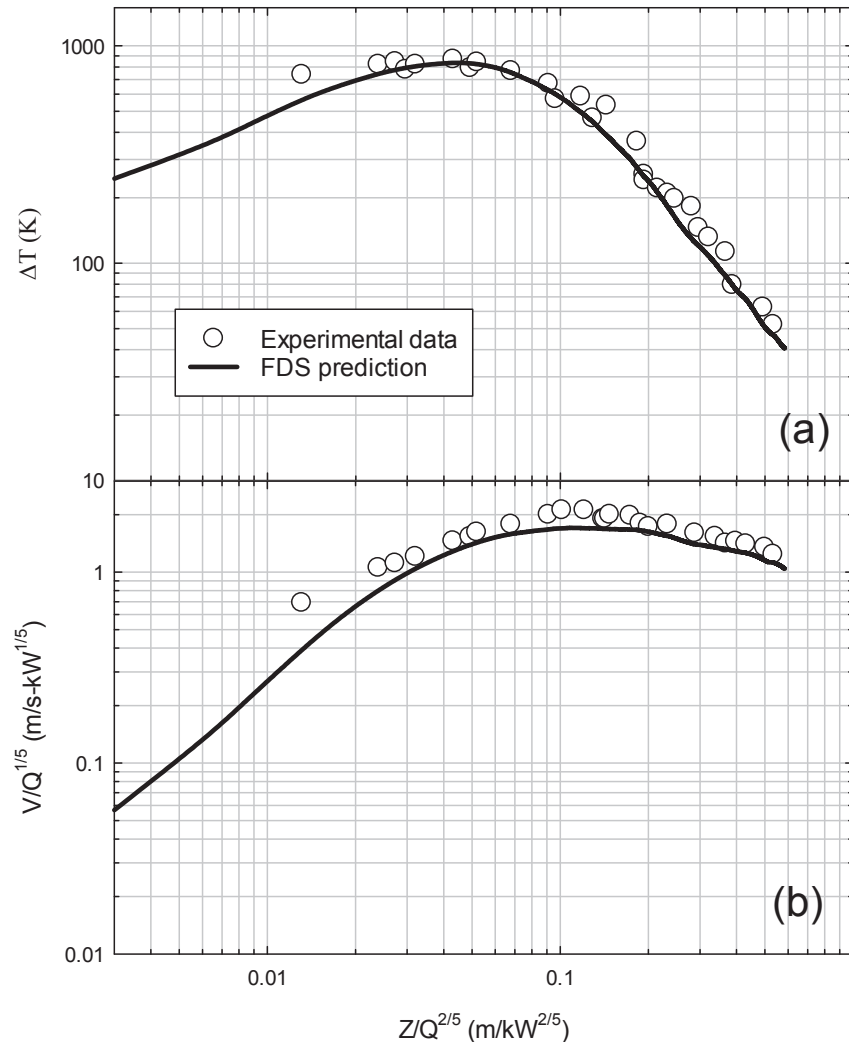 1000
ΔT (K)
100
Experimental data
FDS prediction
(a)
10
1
V/Q^{1/5} (m/s-kW^{1/5})
0.1
(b)
0.01
0.01
0.1
Z/Q^{2/5} (m/kW^{2/5})